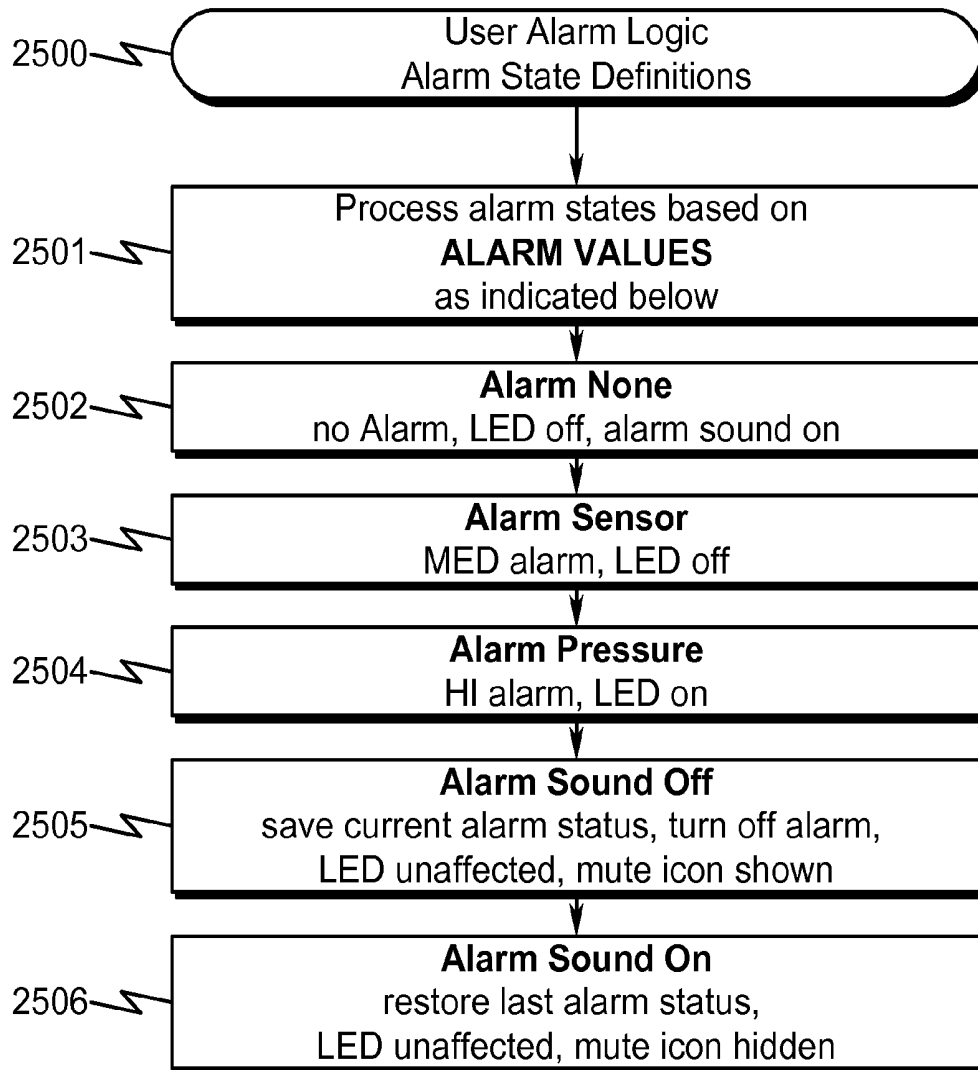 2500
User Alarm Logic
Alarm State Definitions
2501
Process alarm states based on
ALARM VALUES
as indicated below
2502
Alarm None
no Alarm, LED off, alarm sound on
2503
Alarm Sensor
MED alarm, LED off
2504
Alarm Pressure
HI alarm, LED on
2505
Alarm Sound Off
save current alarm status, turn off alarm,
LED unaffected, mute icon shown
2506
Alarm Sound On
restore last alarm status,
LED unaffected, mute icon hidden